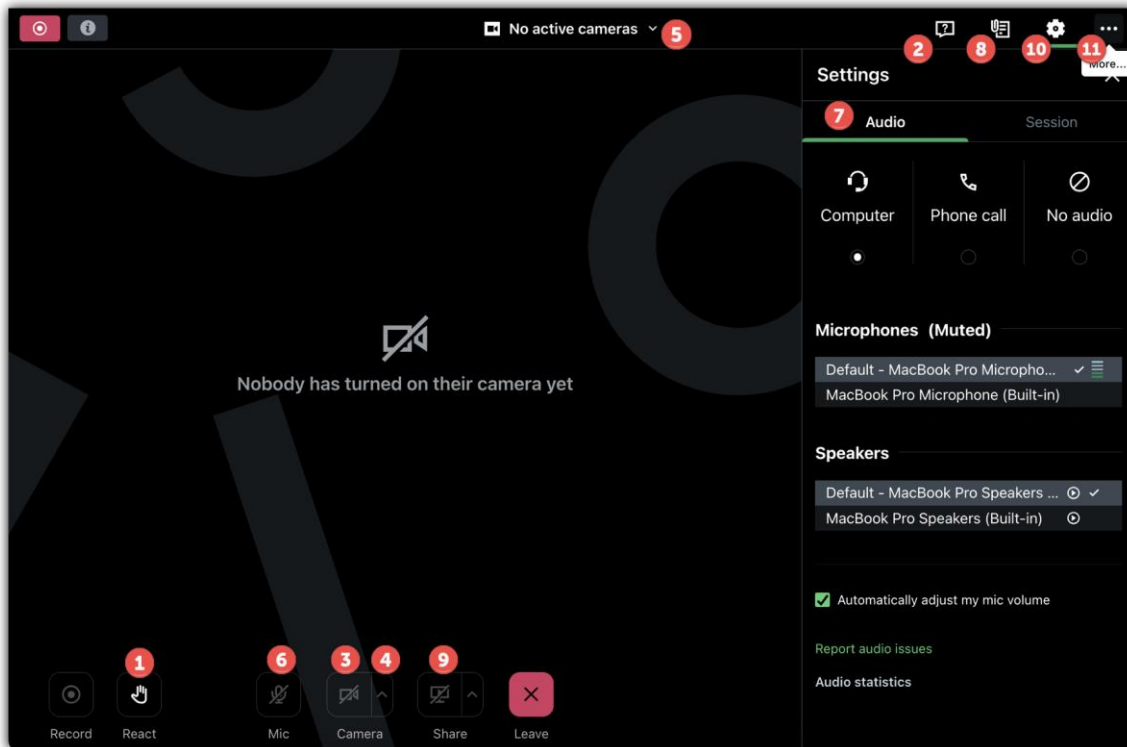 No active cameras
5
2
8
10
11
More...
Settings
7
Audio
Session
Computer
Phone call
No audio
Nobody has turned on their camera yet
Microphones (Muted)
Default - MacBook Pro Micropho...
MacBook Pro Microphone (Built-in)
Speakers
Default - MacBook Pro Speakers ...
MacBook Pro Speakers (Built-in)
Automatically adjust my mic volume
Report audio issues
Audio statistics
1
6
3
4
9
Record
React
Mic
Camera
Share
Leave